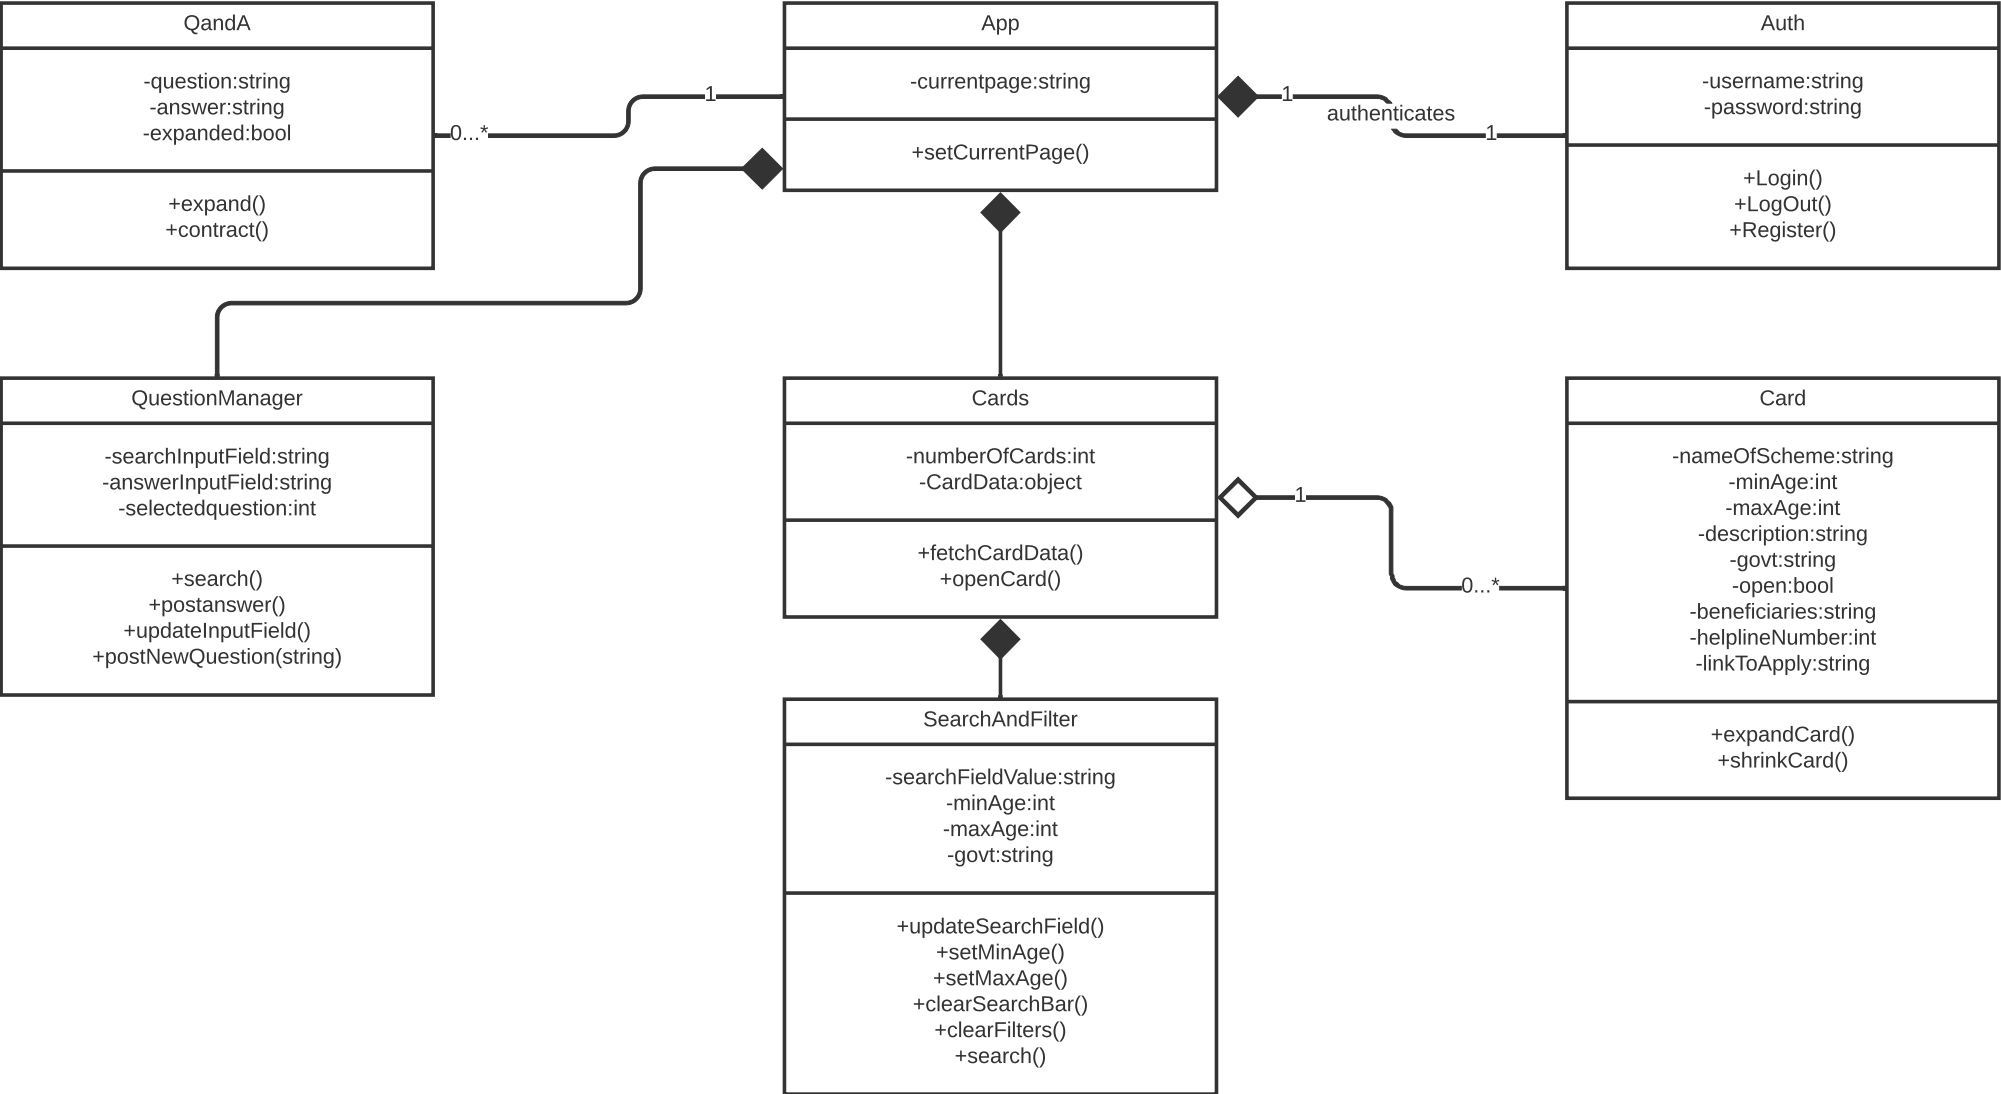 QandA
-question:string
-answer:string
-expanded:bool
+expand()
+contract()
0...*
1
App
-currentpage:string
+setCurrentPage()
1
authenticates
1
Auth
-username:string
-password:string
+Login()
+LogOut()
+Register()
QuestionManager
-searchInputField:string
-answerInputField:string
-selectedquestion:int
+search()
+postanswer()
+updateInputField()
+postNewQuestion(string)
Cards
-numberOfCards:int
-CardData:object
+fetchCardData()
+openCard()
1
0...*
Card
-nameOfScheme:string
-minAge:int
-maxAge:int
-description:string
-govt:string
-open:bool
-beneficiaries:string
-helplineNumber:int
-linkToApply:string
+expandCard()
+shrinkCard()
SearchAndFilter
-searchFieldValue:string
-minAge:int
-maxAge:int
-govt:string
+updateSearchField()
+setMinAge()
+setMaxAge()
+clearSearchBar()
+clearFilters()
+search()